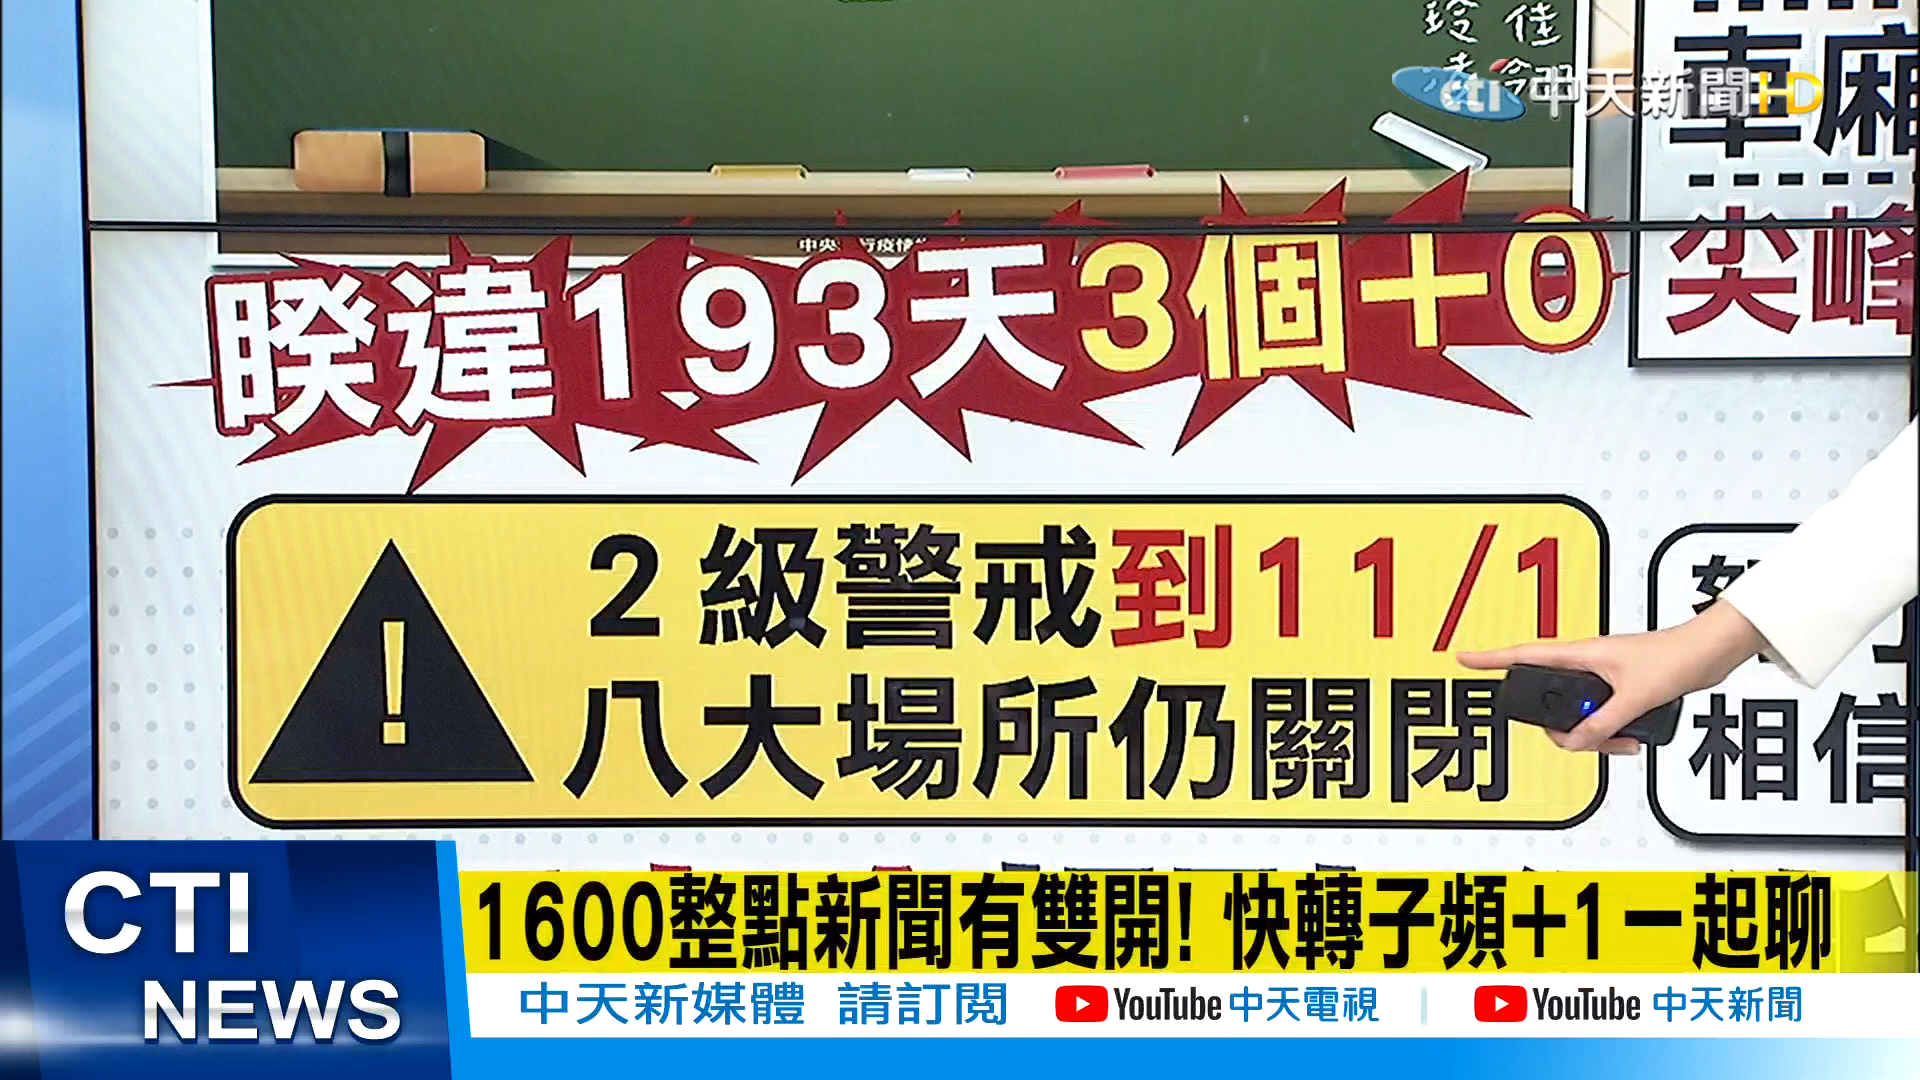 玲 佳
cti 中天新聞HD
車廂
尖峰
睽違193天3個+0
2級警戒到11/1
八大場所仍關閉
相信
CTI
NEWS
1600整點新聞有雙開! 快轉子頻+1一起聊
中天新媒體 請訂閱 YouTube 中天電視 | YouTube 中天新聞